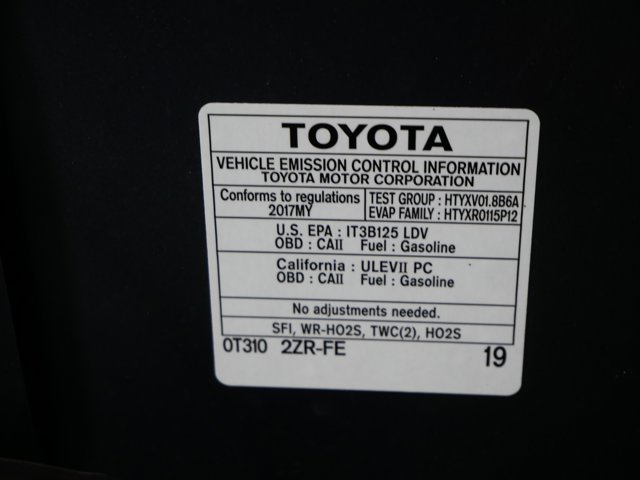 TOYOTA
VEHICLE EMISSION CONTROL INFORMATION
TOYOTA MOTOR CORPORATION
Conforms to regulations
2017MY
TEST GROUP : HTYXV01.8B6A
EVAP FAMILY : HTYXR0115P12
U.S. EPA : IT3B125 LDV
OBD : CAII Fuel : Gasoline
California : ULEVII PC
OBD : CAII Fuel : Gasoline
No adjustments needed.
SFI, WR-HO2S, TWC(2), HO2S
0T310 2ZR-FE 19